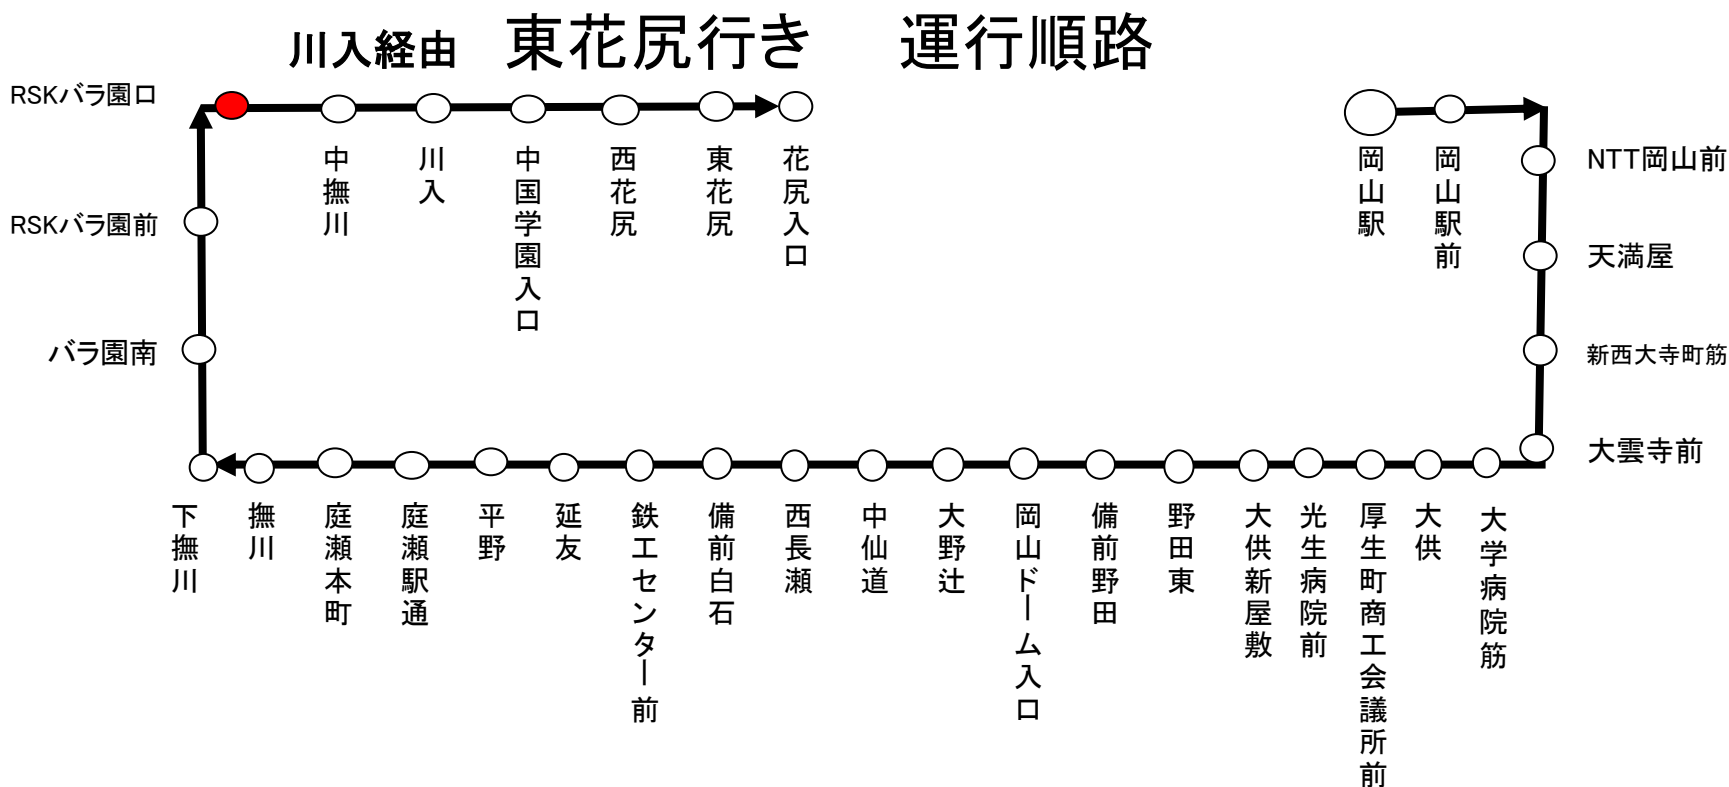 川入経由 東花尻行き 運行順路
RSKバラ園口
中撫川
川入
中国学園入口
西花尻
東花尻
花尻入口
岡山駅
岡山駅前
NTT岡山前
天満屋
新西大寺町筋
大雲寺前
RSKバラ園前
バラ園南
下撫川
撫川
庭瀬本町
庭瀬駅通
平野
延友
鉄工センター前
備前白石
西長瀬
中仙道
大野辻
岡山ドーム入口
備前野田
野田東
大供新屋敷
光生病院前
厚生町商工会議所前
大供
大学病院筋